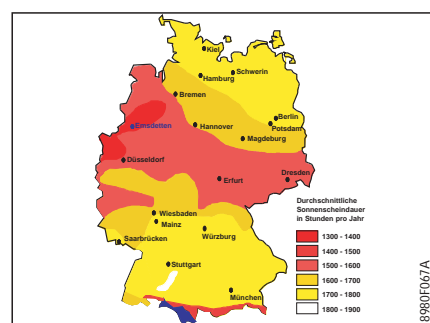 Kiel
Schwerin
Hamburg
Bremen
Berlin
Emsdetten
Hannover
Potsdam
Magdeburg
Düsseldorf
Erfurt
Dresden
Wiesbaden
Mainz
Würzburg
Saarbrücken
Stuttgart
München
Durchschnittliche
Sonnenscheindauer
in Stunden pro Jahr
1300 - 1400
1400 - 1500
1500 - 1600
1600 - 1700
1700 - 1800
1800 - 1900
8980F067A